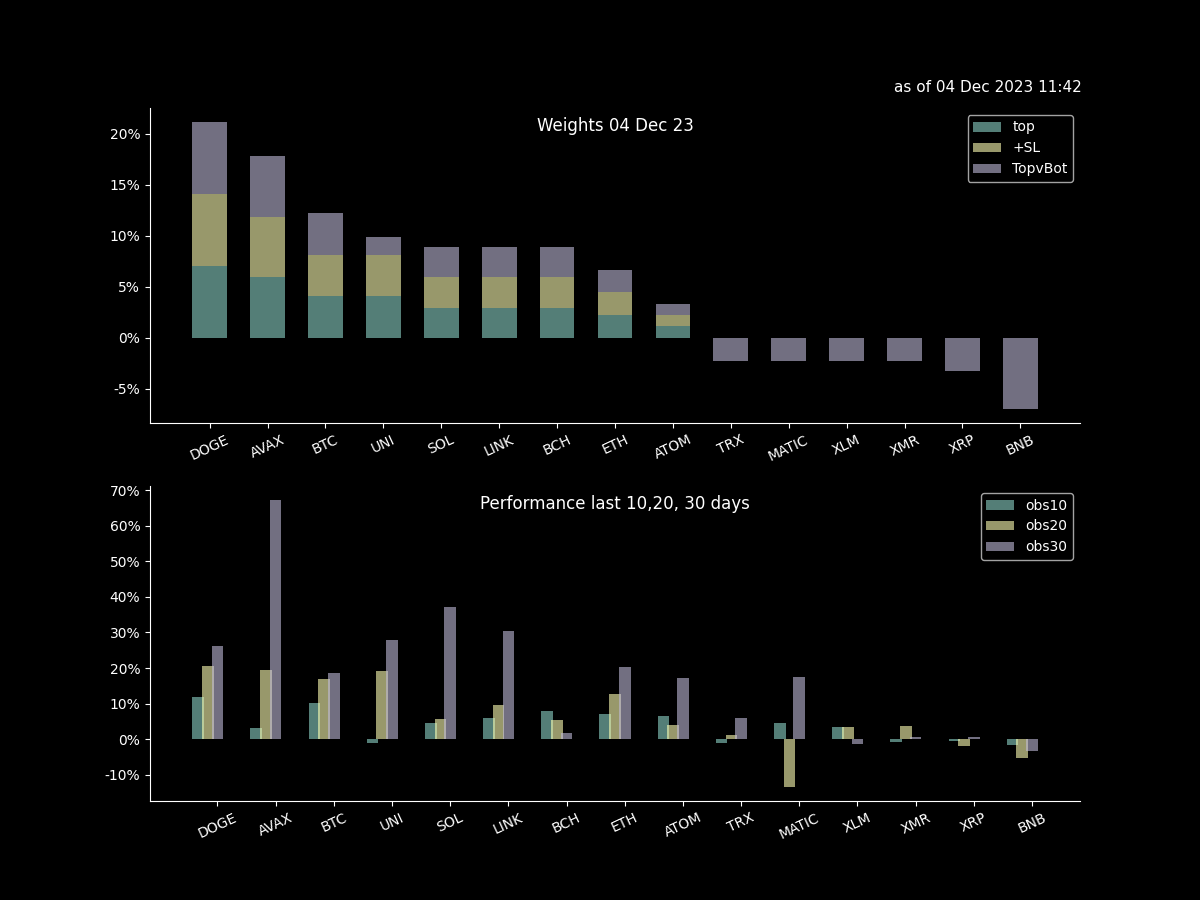 as of 04 Dec 2023 11:42
Weights 04 Dec 23
top
+SL
TopvBot
20%
15%
10%
5%
0%
-5%
DOGE AVAX BTC UNI SOL LINK BCH ETH ATOM TRX MATIC XLM XMR XRP BNB
Performance last 10,20, 30 days
obs10
obs20
obs30
70%
60%
50%
40%
30%
20%
10%
0%
-10%
DOGE AVAX BTC UNI SOL LINK BCH ETH ATOM TRX MATIC XLM XMR XRP BNB